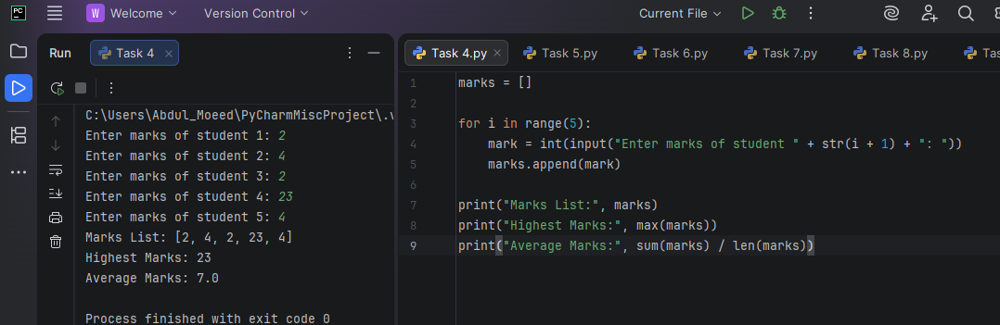 PC W Welcome Version Control Current File
Run Task 4 Task 4.py Task 5.py Task 6.py Task 7.py Task 8.py
C:\Users\Abdul_Moeed\PyCharmMiscProject\.
Enter marks of student 1: 2
Enter marks of student 2: 4
Enter marks of student 3: 2
Enter marks of student 4: 23
Enter marks of student 5: 4
Marks List: [2, 4, 2, 23, 4]
Highest Marks: 23
Average Marks: 7.0
Process finished with exit code 0
1 marks = []
2
3 for i in range(5):
4 mark = int(input("Enter marks of student " + str(i + 1) + ": "))
5 marks.append(mark)
6
7 print("Marks List:", marks)
8 print("Highest Marks:", max(marks))
9 print("Average Marks:", sum(marks) / len(marks))